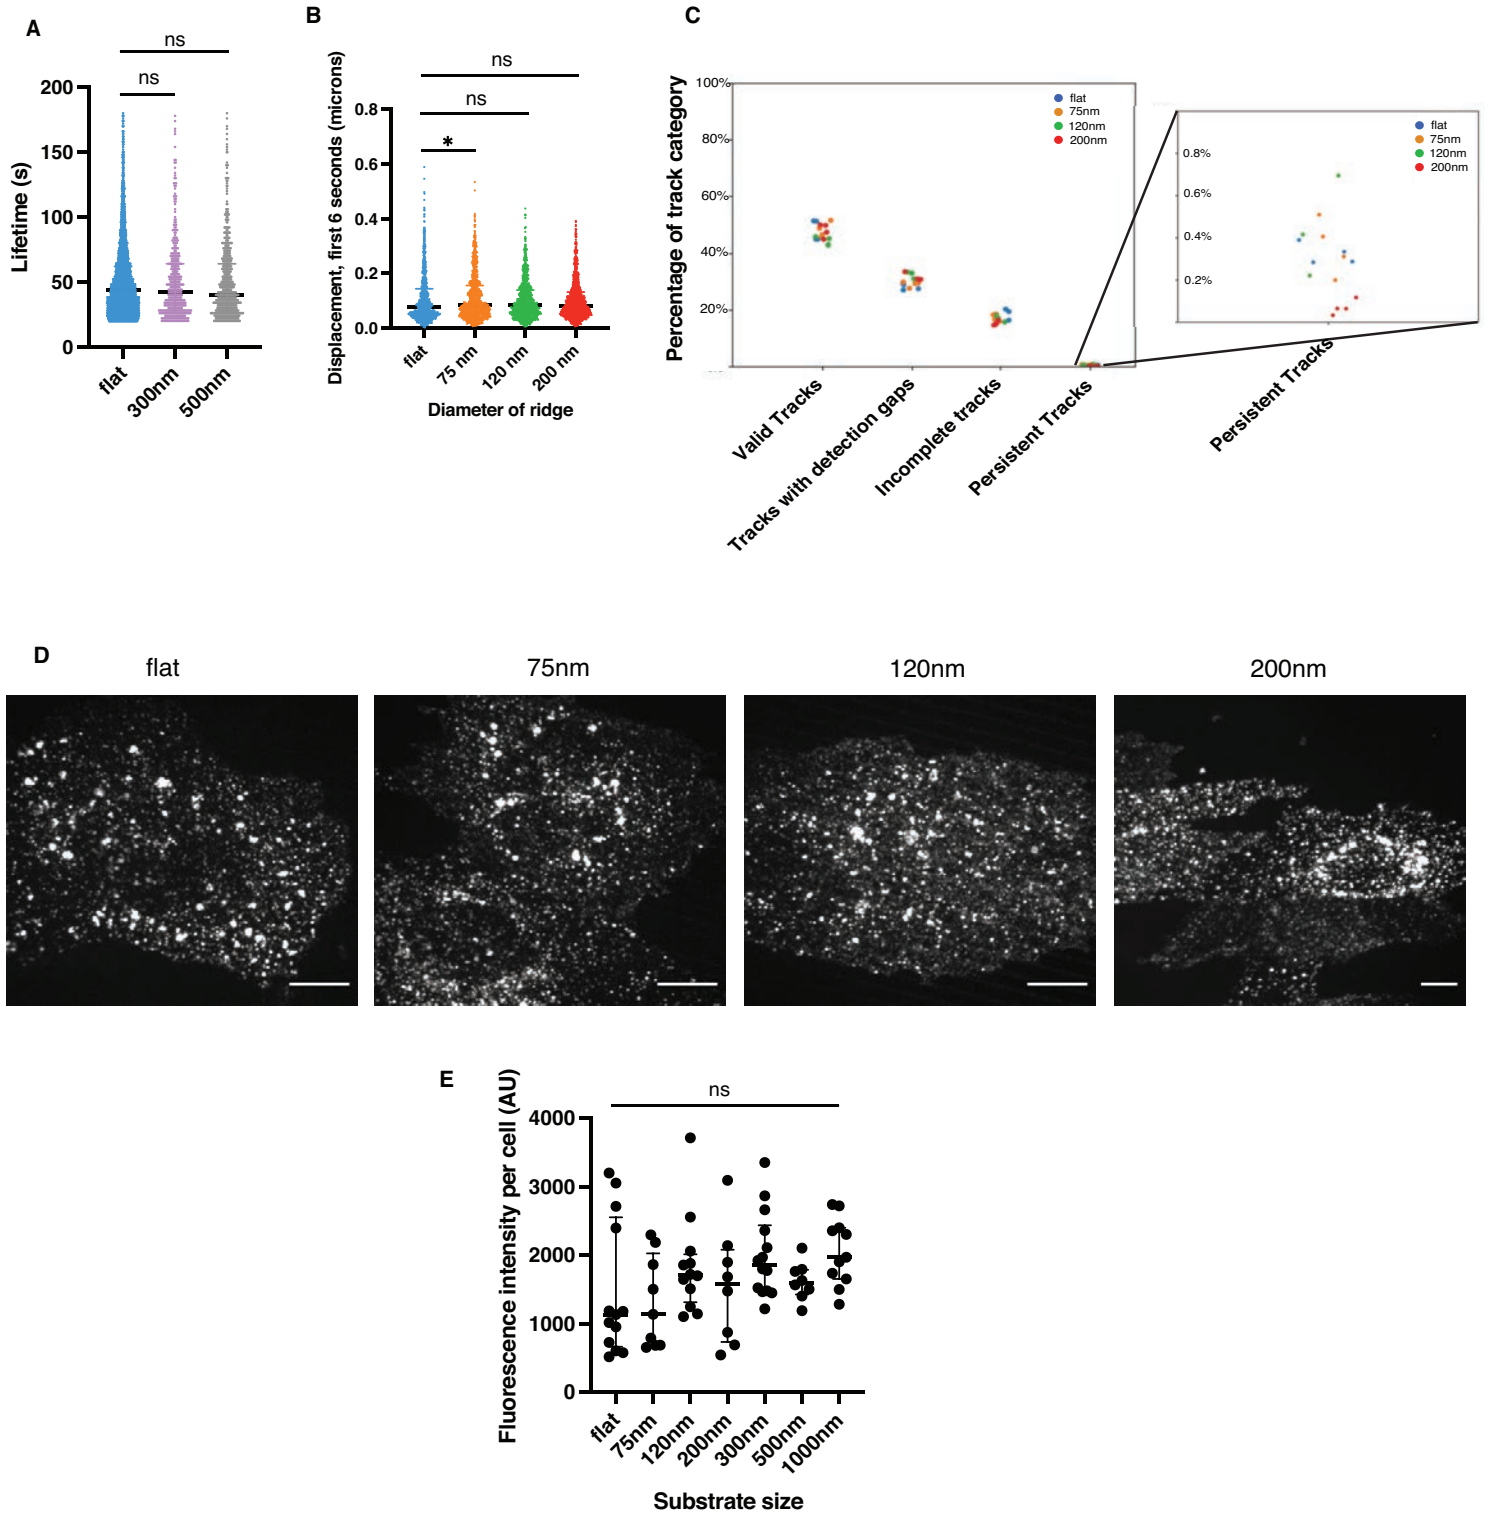 A
ns
ns
200
150
100
50
0
Lifetime (s)
flat
300nm
500nm
B
ns
ns
*
0.8
0.6
0.4
0.2
0.0
Displacement, first 6 seconds (microns)
flat
75 nm
120 nm
200 nm
Diameter of ridge
C
100%
80%
60%
40%
20%
Percentage of track category
flat
75nm
120nm
200nm
Valid Tracks
Tracks with detection gaps
Incomplete tracks
Persistent Tracks
0.8%
0.6%
0.4%
0.2%
flat
75nm
120nm
200nm
Persistent Tracks
D
flat
75nm
120nm
200nm
E
ns
4000
3000
2000
1000
0
Fluorescence intensity per cell (AU)
flat
75nm
120nm
200nm
300nm
500nm
1000nm
Substrate size